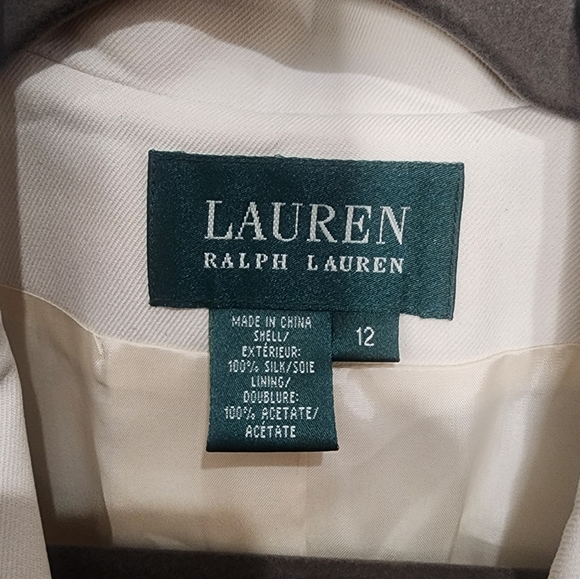 LAUREN
RALPH LAUREN
MADE IN CHINA
SHELL/
EXTÉRIEUR:
100% SILK/SOIE
LINING/
DOUBLURE:
100% ACETATE/
ACÉTATE
12